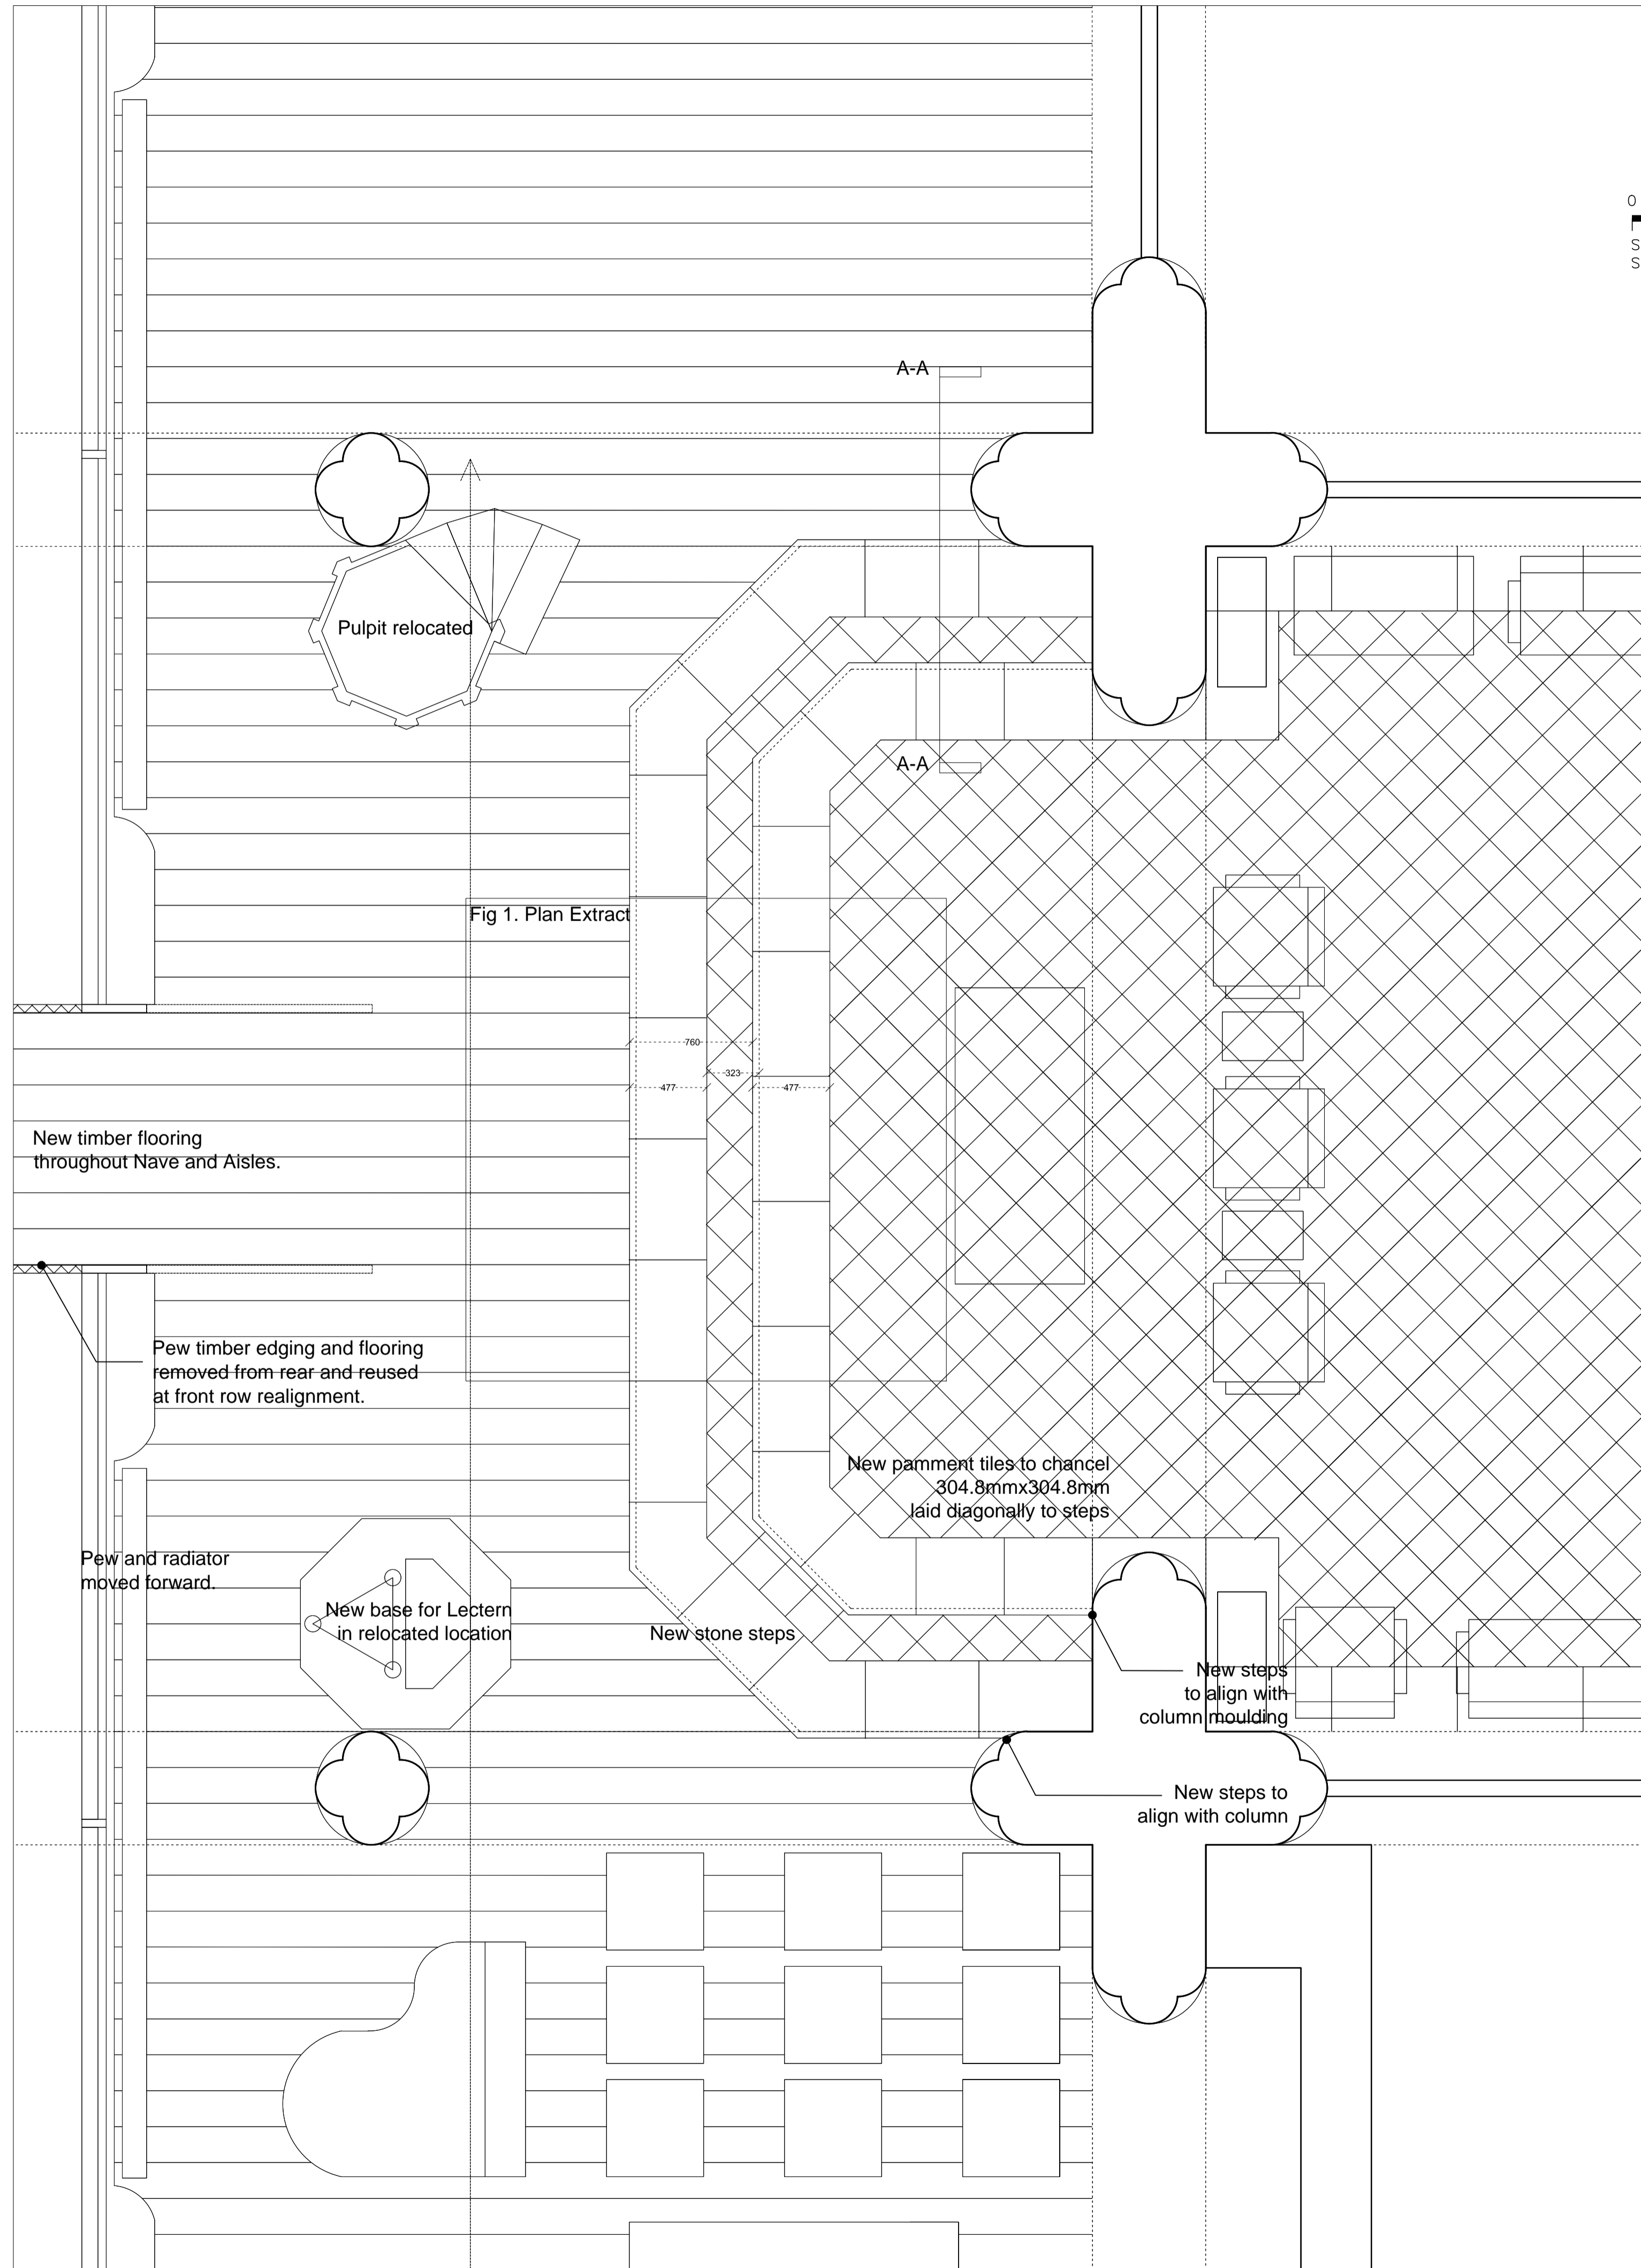 0
S
S
A-A
Pulpit relocated
A-A
Fig 1. Plan Extract
760
323
477
477
New timber flooring
throughout Nave and Aisles.
Pew timber edging and flooring
removed from rear and reused
at front row realignment.
New pamment tiles to chancel
304.8mmx304.8mm
laid diagonally to steps
Pew and radiator
moved forward.
New base for Lectern
in relocated location
New stone steps
New steps
to align with
column moulding
New steps to
align with column